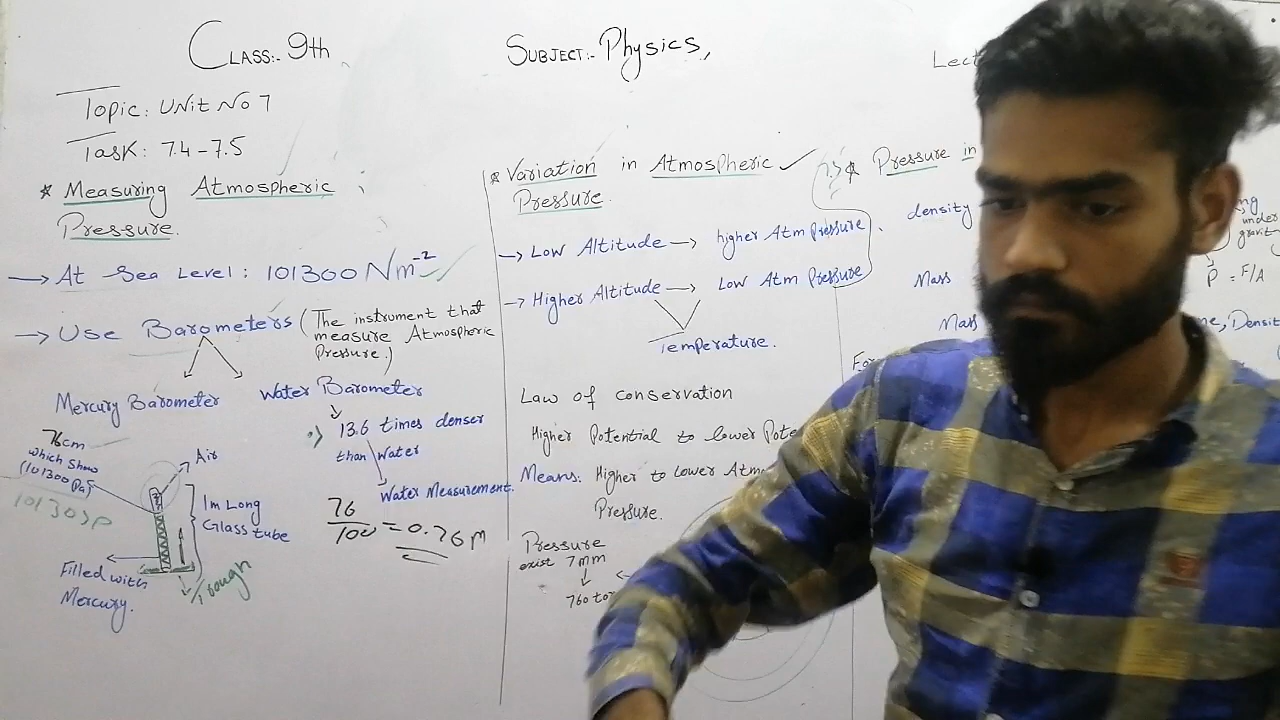 CLASS:- 9th
SUBJECT:- Physics,
Lect
Topic: UNit No 7
TASK: 7.4 - 7.5
* Measuring Atmospheric
Pressure.
→ At Sea Level: 101300 Nm⁻²
→ Use Barometers (The instrument that
measure Atmospheric
Pressure.)
Mercury Barometer
Water Barometer
76cm
which show
(101300 Pa)
Air
1m Long
Glass tube
Filled with
Mercury.
Trough
13.6 times denser
than water
Water Measurement.
76
/100 = 0.76 m
* Variation in Atmospheric
Pressure.
→ Low Altitude → higher Atm Pressure
→ Higher Altitude → Low Atm Pressure
Temperature.
Law of conservation
Higher Potential to lower Pote
Means: Higher to Lower Atm
Pressure.
Pressure
exist 7mm
↓
760 tor
* Pressure in
density
Mass
Mass
under
gravit
P = F/A
Densit